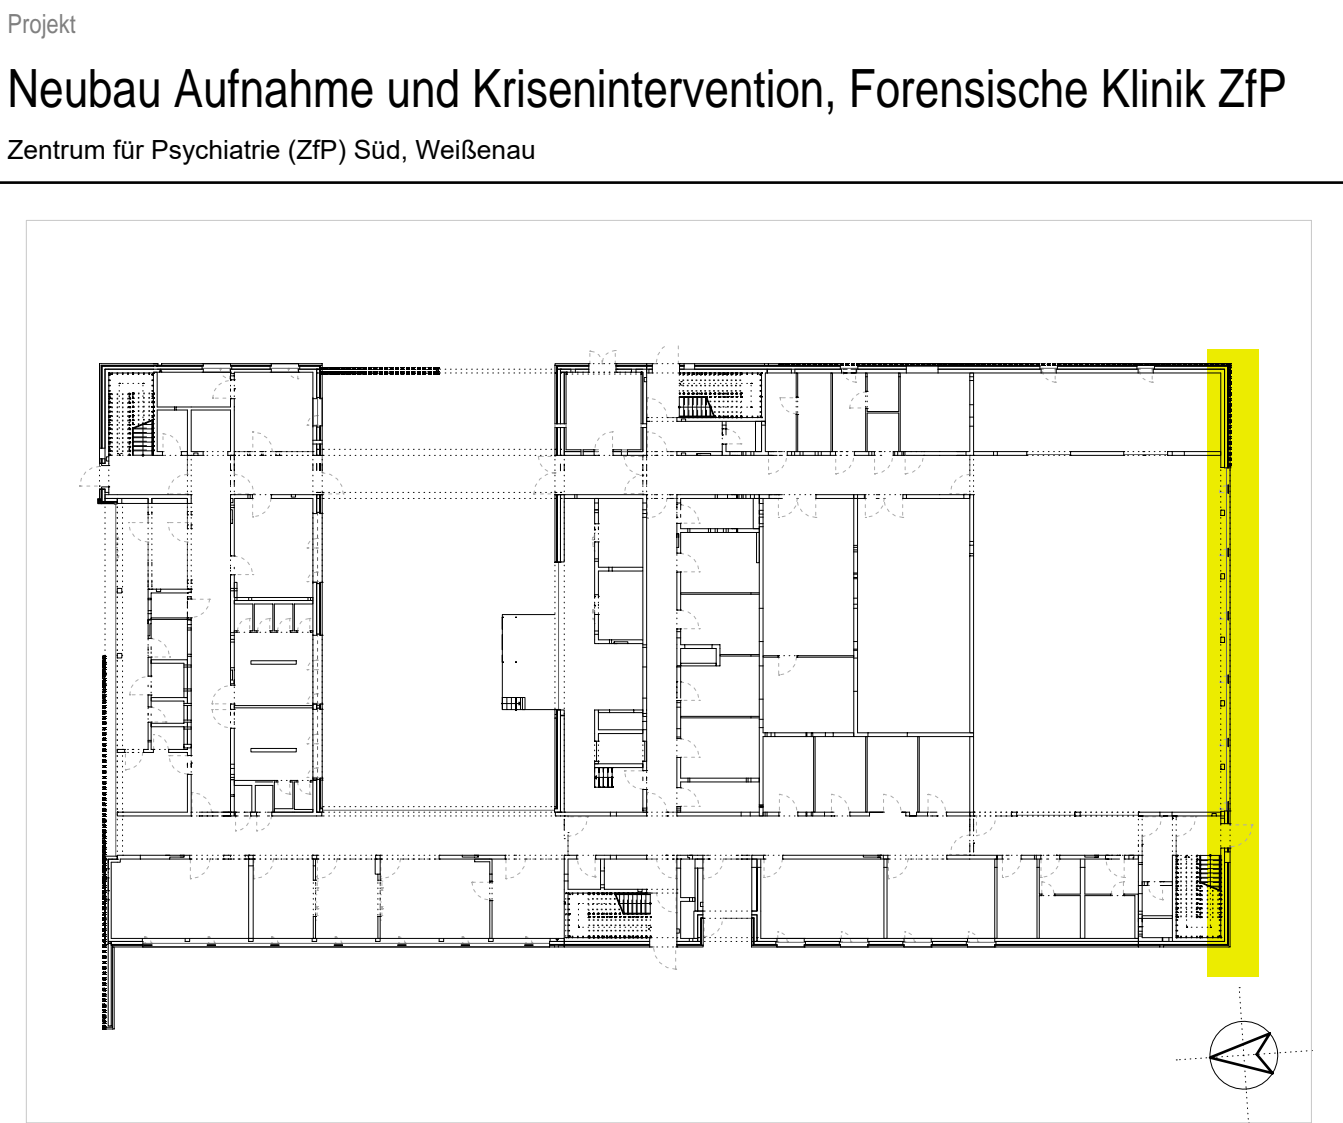 Projekt
Neubau Aufnahme und Krisenintervention, Forensische Klinik ZfP
Zentrum für Psychiatrie (ZfP) Süd, Weißenau